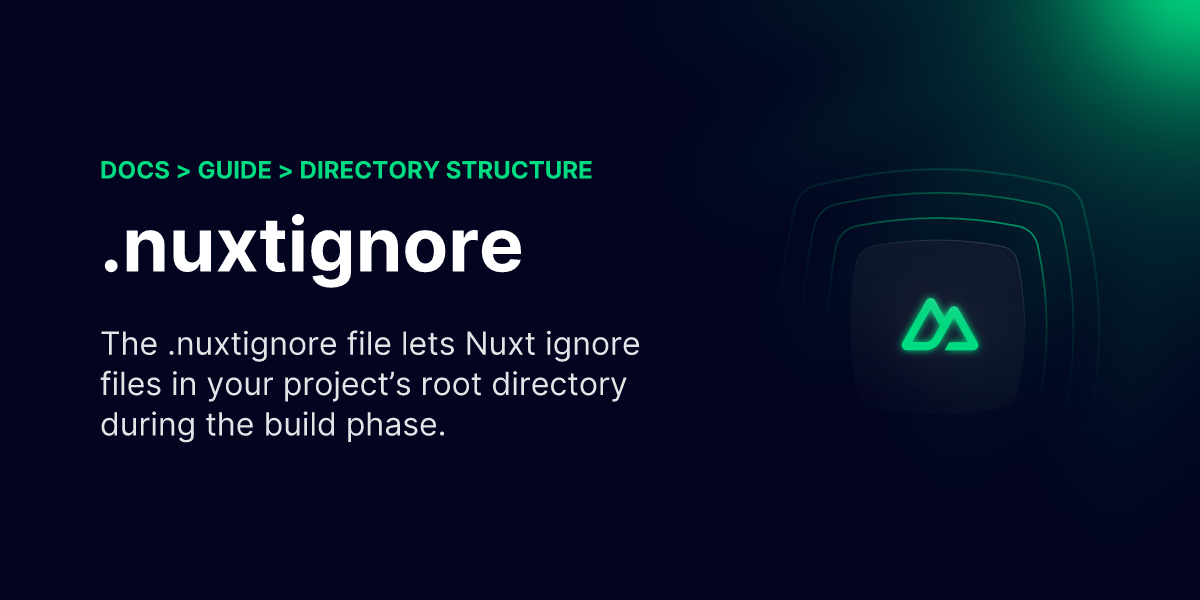 DOCS > GUIDE > DIRECTORY STRUCTURE
.nuxtignore
The .nuxtignore file lets Nuxt ignore
files in your project’s root directory
during the build phase.